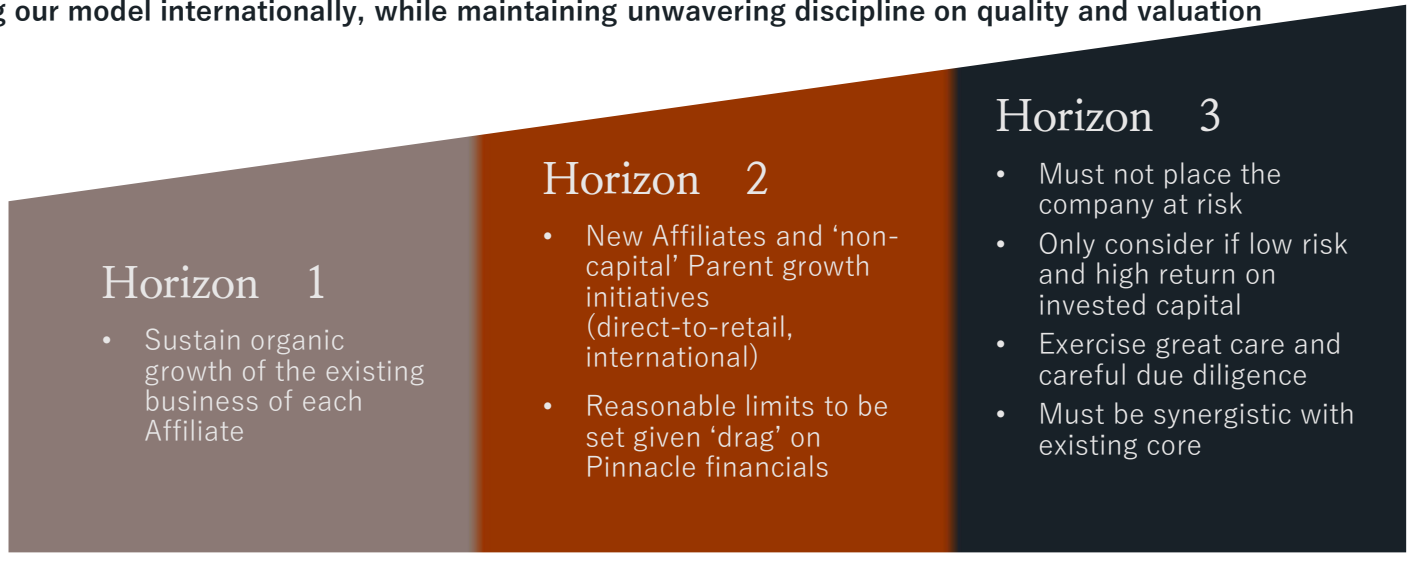 g our model internationally, while maintaining unwavering discipline on quality and valuation
Horizon 1
• Sustain organic
growth of the existing
business of each
Affiliate
Horizon 2
• New Affiliates and ‘non-
capital’ Parent growth
initiatives
(direct-to-retail,
international)
• Reasonable limits to be
set given ‘drag’ on
Pinnacle financials
Horizon 3
• Must not place the
company at risk
• Only consider if low risk
and high return on
invested capital
• Exercise great care and
careful due diligence
• Must be synergistic with
existing core